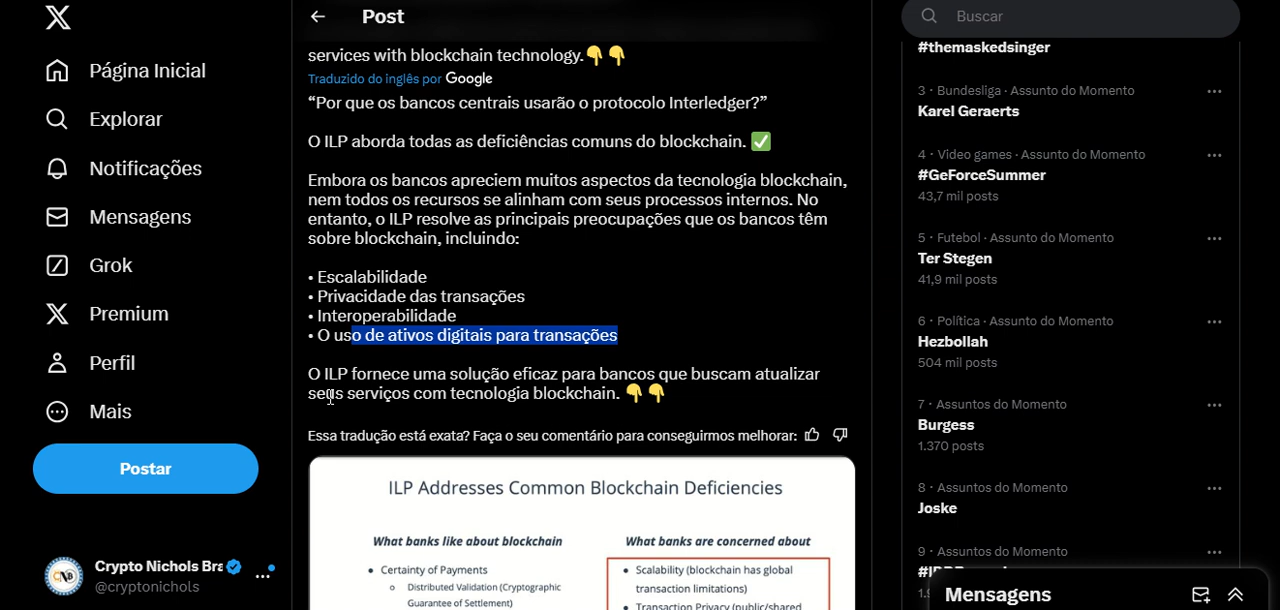 Página Inicial
Explorar
Notificações
Mensagens
Grok
Premium
Perfil
Mais
Postar
Crypto Nichols Bra
@cryptonichols
Post
services with blockchain technology.👇👇
Traduzido do inglês por Google
“Por que os bancos centrais usarão o protocolo Interledger?”
O ILP aborda todas as deficiências comuns do blockchain. ✅
Embora os bancos apreciem muitos aspectos da tecnologia blockchain,
nem todos os recursos se alinham com seus processos internos. No
entanto, o ILP resolve as principais preocupações que os bancos têm
sobre blockchain, incluindo:
• Escalabilidade
• Privacidade das transações
• Interoperabilidade
• O uso de ativos digitais para transações
O ILP fornece uma solução eficaz para bancos que buscam atualizar
seus serviços com tecnologia blockchain. 👇👇
Essa tradução está exata? Faça o seu comentário para conseguirmos melhorar:
ILP Addresses Common Blockchain Deficiencies
What banks like about blockchain
• Certainty of Payments
○ Distributed Validation (Cryptographic
Guarantee of Settlement)
What banks are concerned about
• Scalability (blockchain has global
transaction limitations)
• Transaction Privacy (public/shared
Buscar
#themaskedsinger
3 · Bundesliga · Assunto do Momento
Karel Geraerts
4 · Video games · Assunto do Momento
#GeForceSummer
43,7 mil posts
5 · Futebol · Assunto do Momento
Ter Stegen
41,9 mil posts
6 · Política · Assunto do Momento
Hezbollah
504 mil posts
7 · Assuntos do Momento
Burgess
1.370 posts
8 · Assuntos do Momento
Joske
9 · Assuntos do Momento
Mensagens